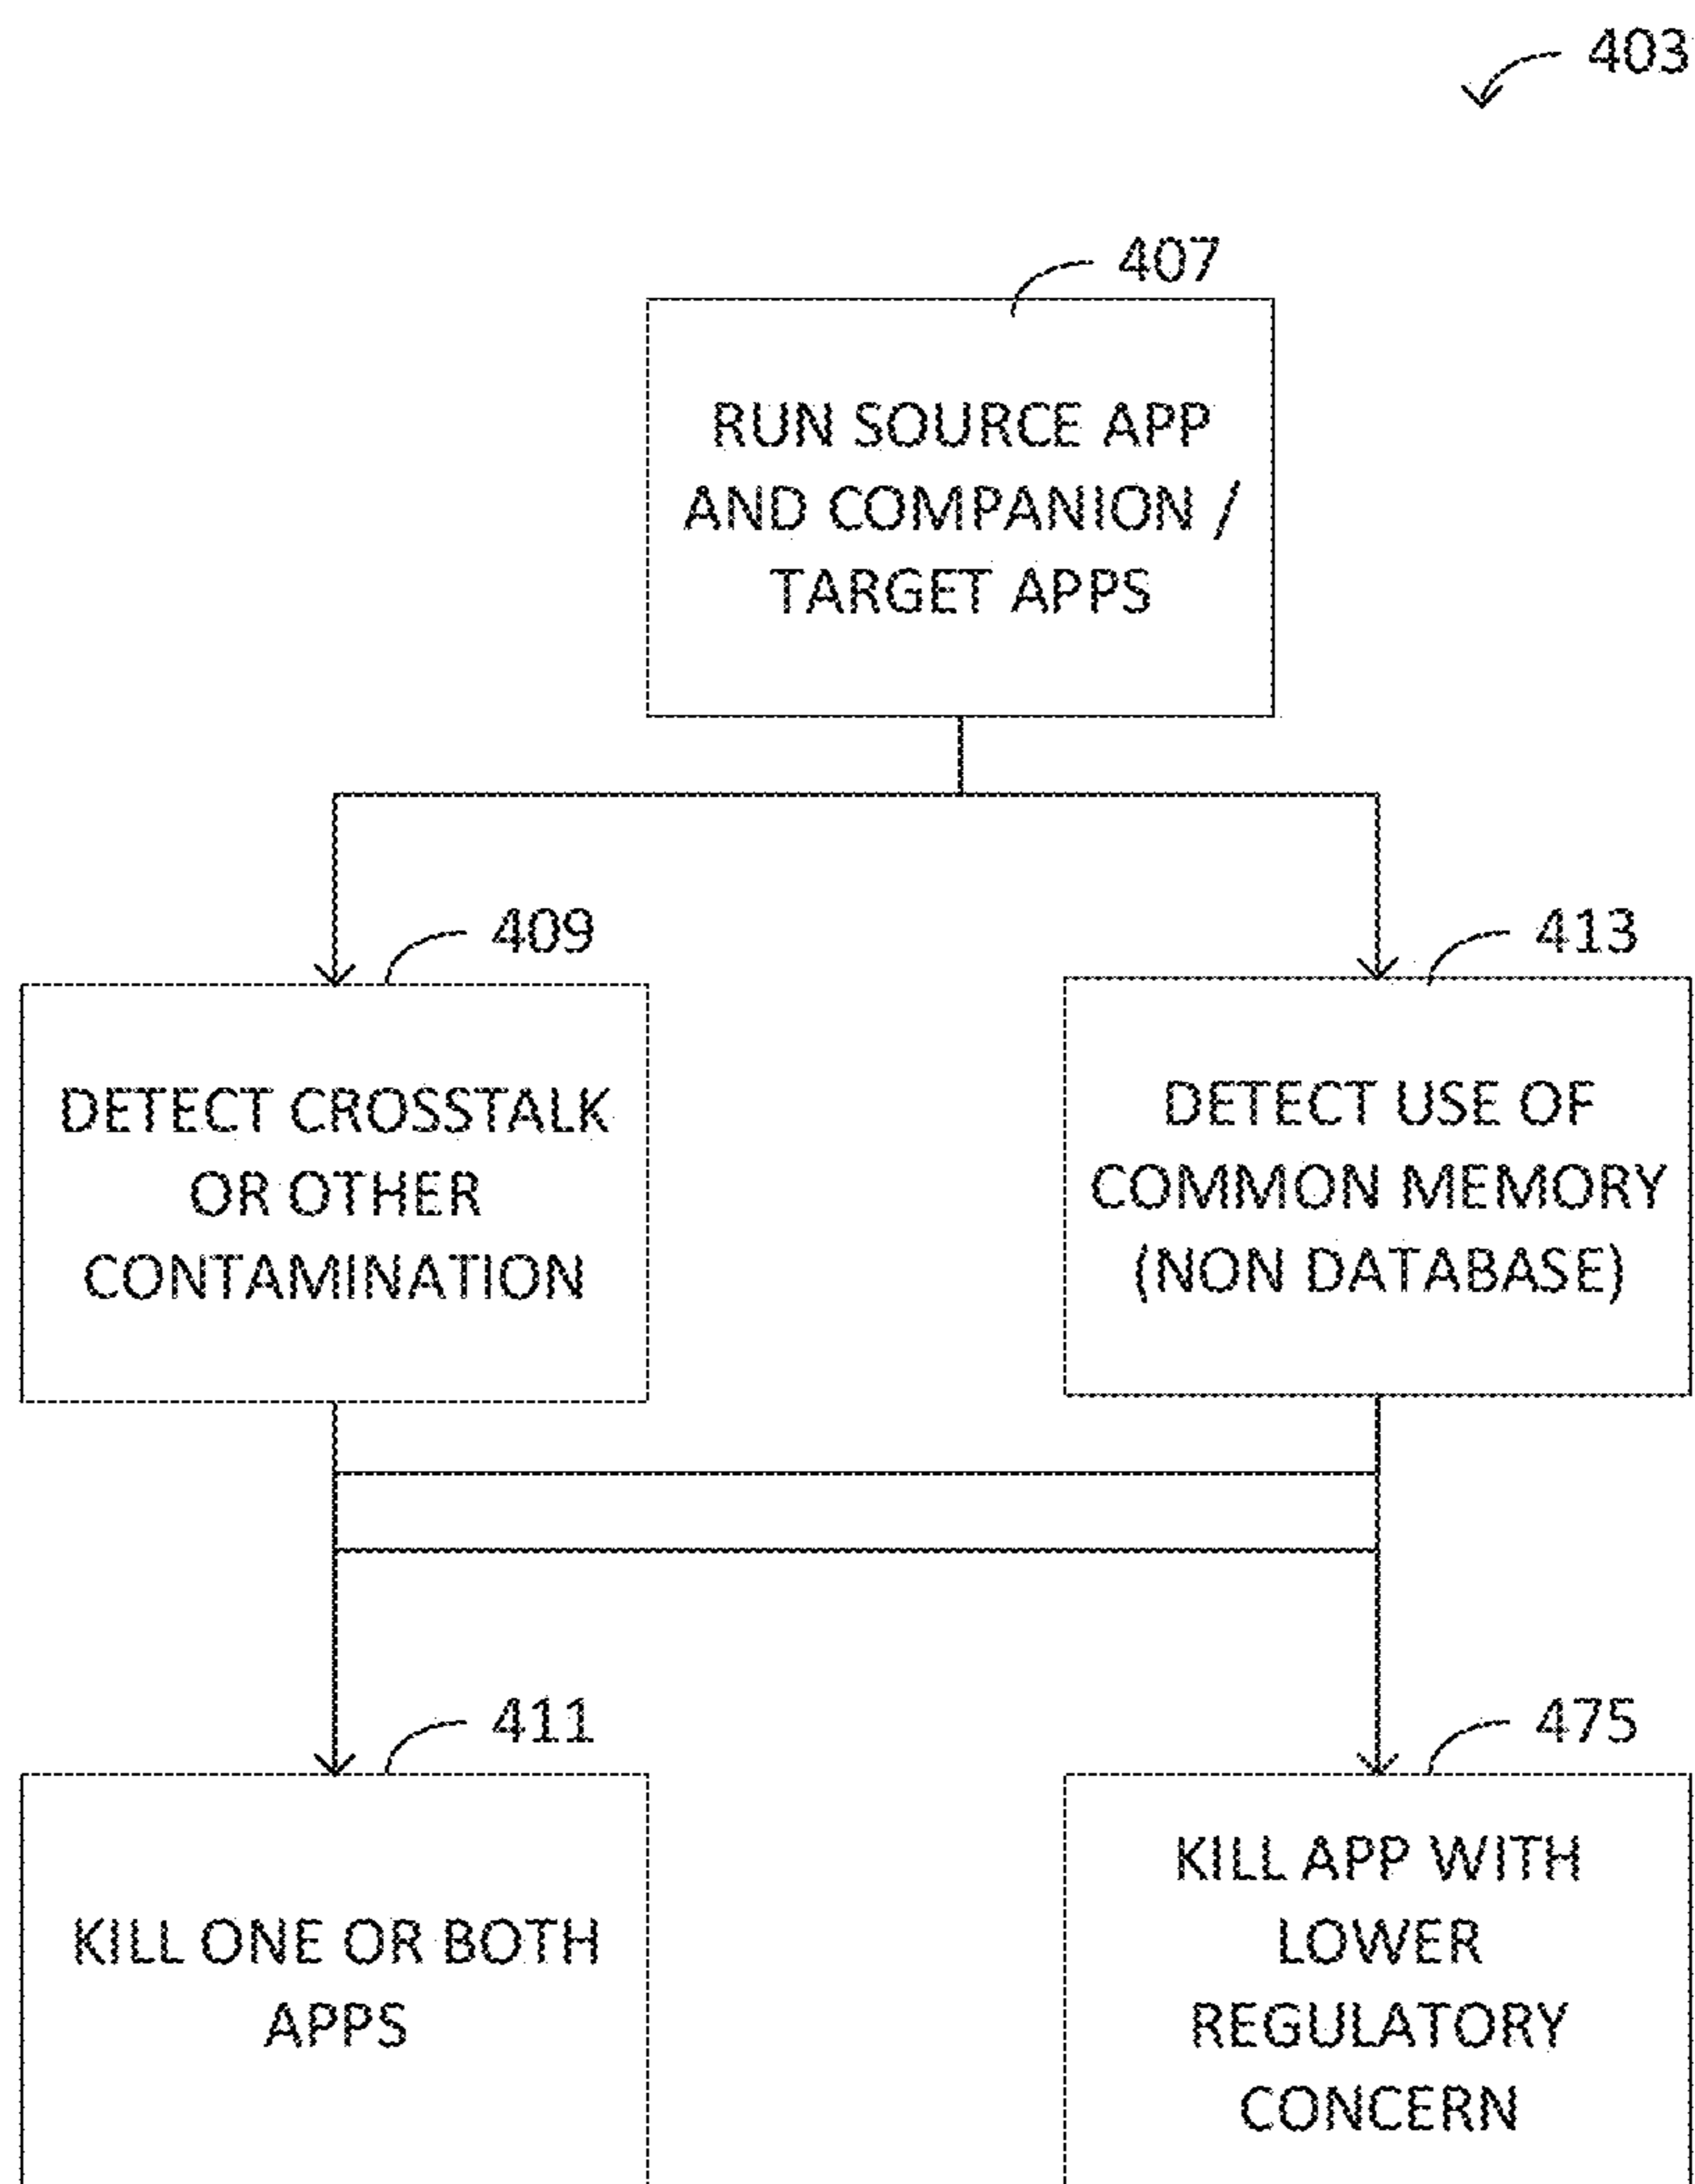 403
407
RUN SOURCE APP
AND COMPANION /
TARGET APPS
409
413
DETECT CROSSTALK
OR OTHER
CONTAMINATION
DETECT USE OF
COMMON MEMORY
(NON DATABASE)
411
475
KILL ONE OR BOTH
APPS
KILL APP WITH
LOWER
REGULATORY
CONCERN